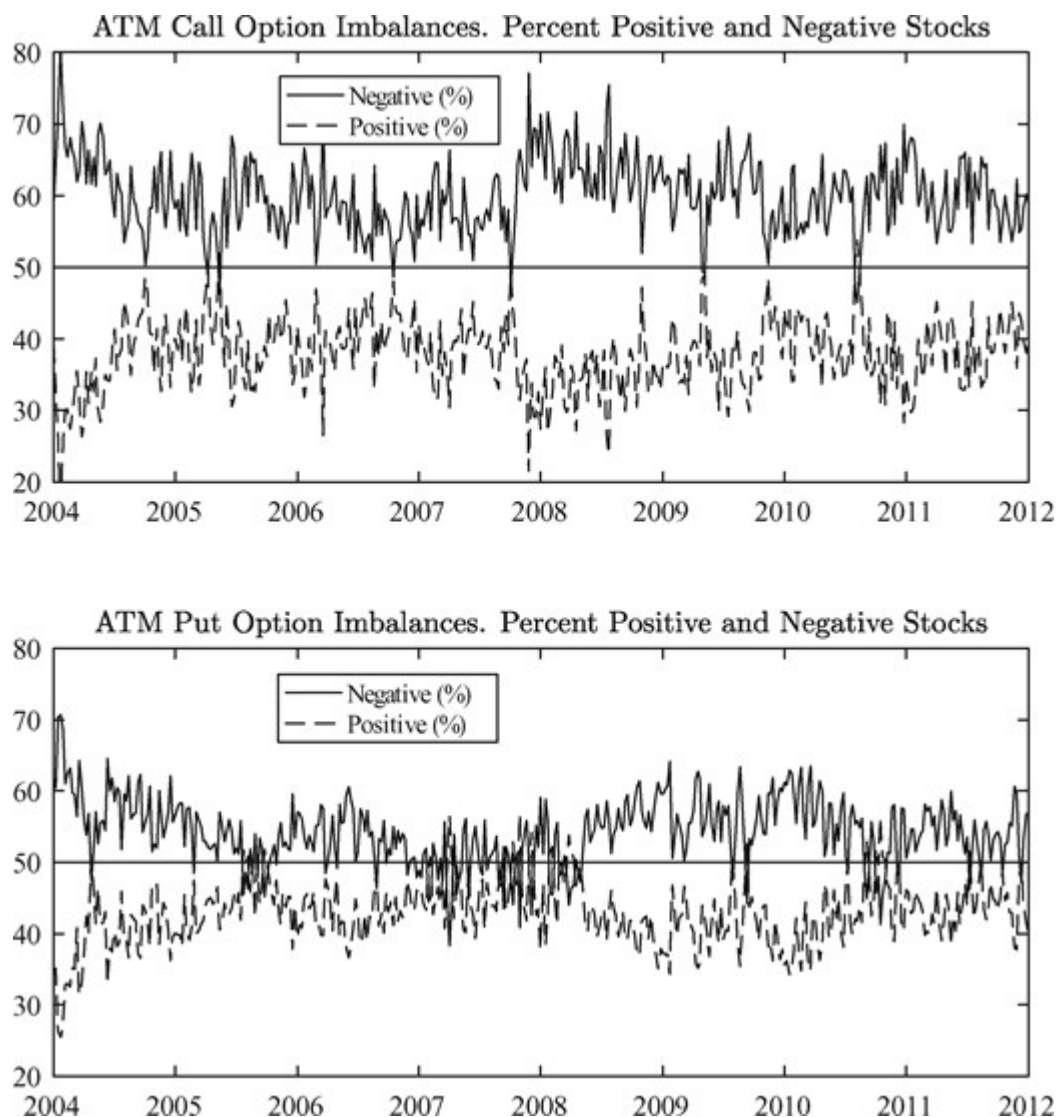 ATM Call Option Imbalances. Percent Positive and Negative Stocks
80
Negative (%)
Positive (%)
70
60
50
40
30
20
2004 2005 2006 2007 2008 2009 2010 2011 2012
ATM Put Option Imbalances. Percent Positive and Negative Stocks
80
Negative (%)
Positive (%)
70
60
50
40
30
20
2004 2005 2006 2007 2008 2009 2010 2011 2012